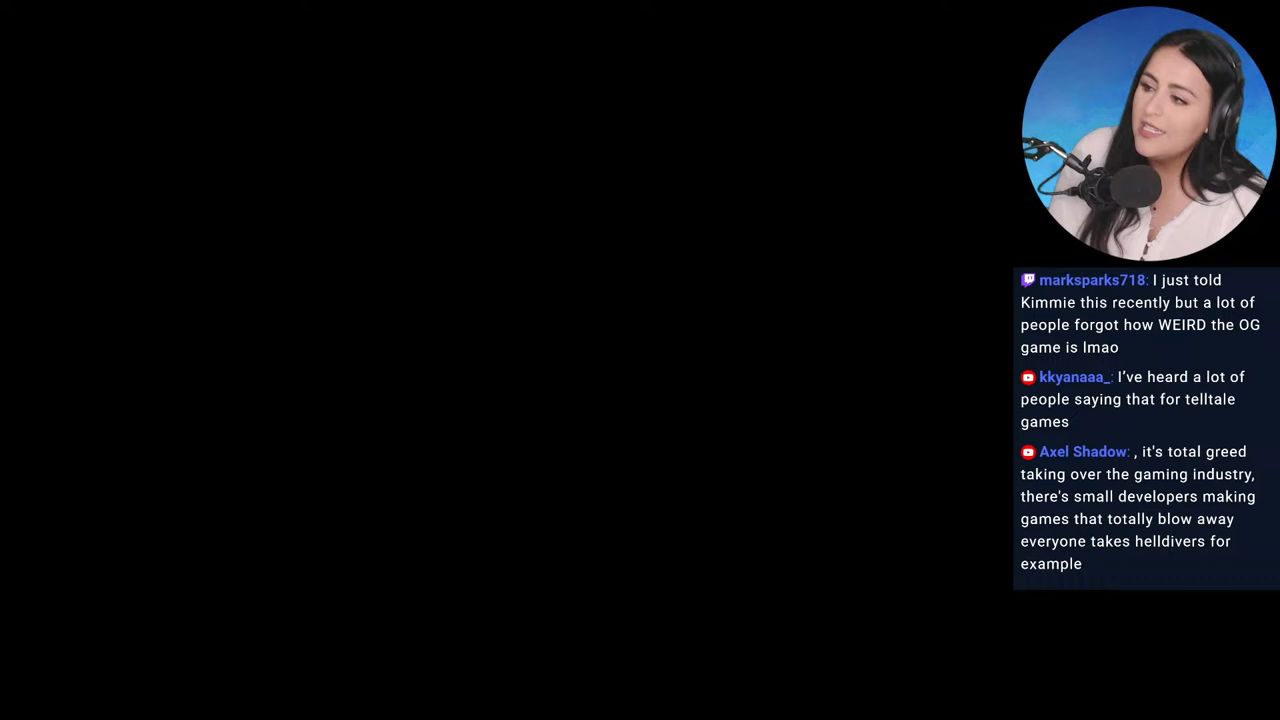 marksparks718: I just told
Kimmie this recently but a lot of
people forgot how WEIRD the OG
game is lmao
kkyanaaa_: I’ve heard a lot of
people saying that for telltale
games
Axel Shadow: , it's total greed
taking over the gaming industry,
there's small developers making
games that totally blow away
everyone takes helldivers for
example